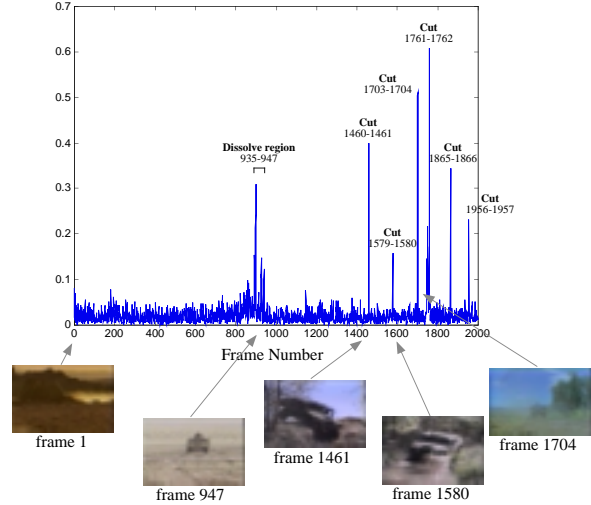 0.7
Cut
1761-1762
0.6
Cut
1703-1704
0.5
Cut
1460-1461
0.4
Dissolve region
935-947
Cut
1865-1866
0.3
Cut
1956-1957
Cut
1579-1580
0.2
0.1
0
0 200 400 600 800 1000 1200 1400 1600 1800 2000
Frame Number
frame 1
frame 947
frame 1461
frame 1580
frame 1704